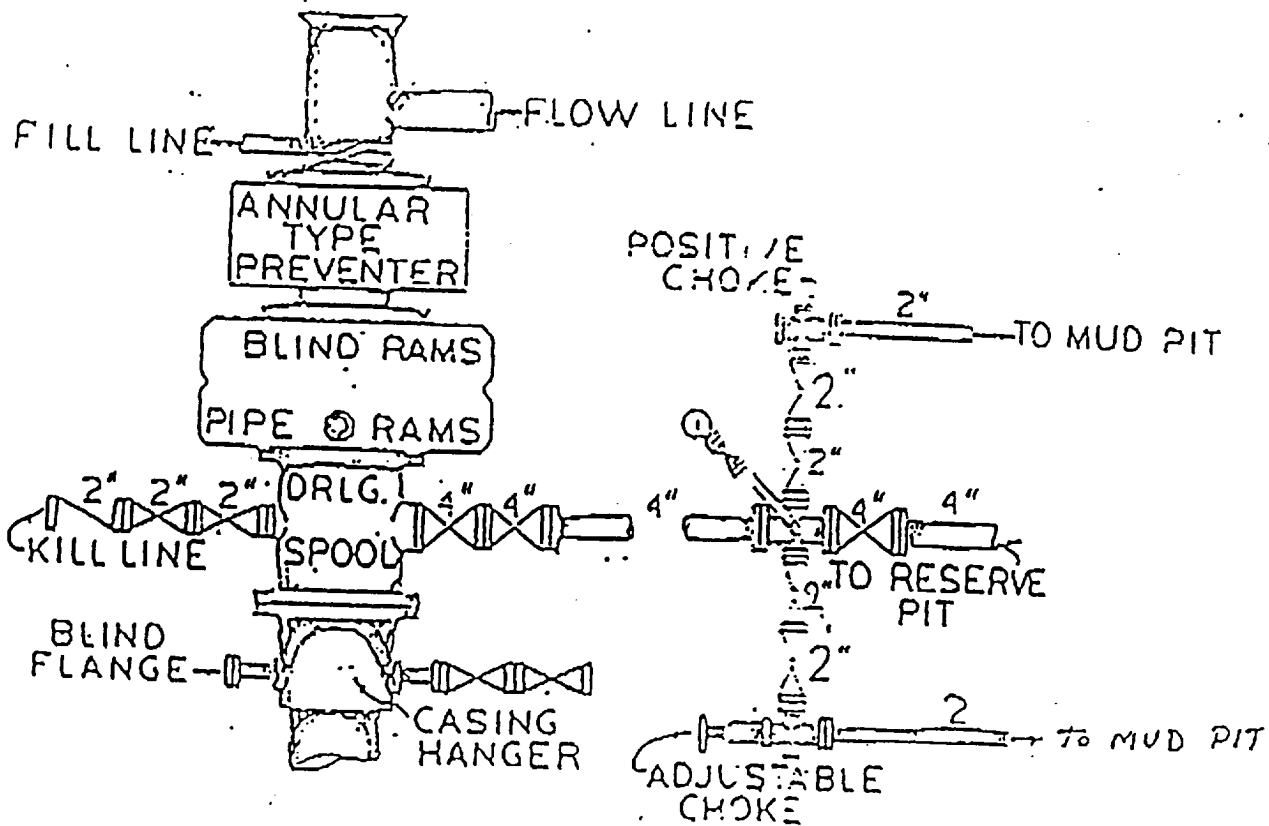 FLOW LINE
FILL LINE
ANNULAR
TYPE
PREVENTER
BLIND RAMS
PIPE RAMS
2" 2" 2"
DRLG.
SPOOL
4" 4"
KILL LINE
BLIND
FLANGE
CASING
HANGER
POSITIVE
CHOKE
2"
TO MUD PIT
2"
2"
4"
4" 4"
TO RESERVE
PIT
2"
2"
2
TO MUD PIT
ADJUSTABLE
CHOKE